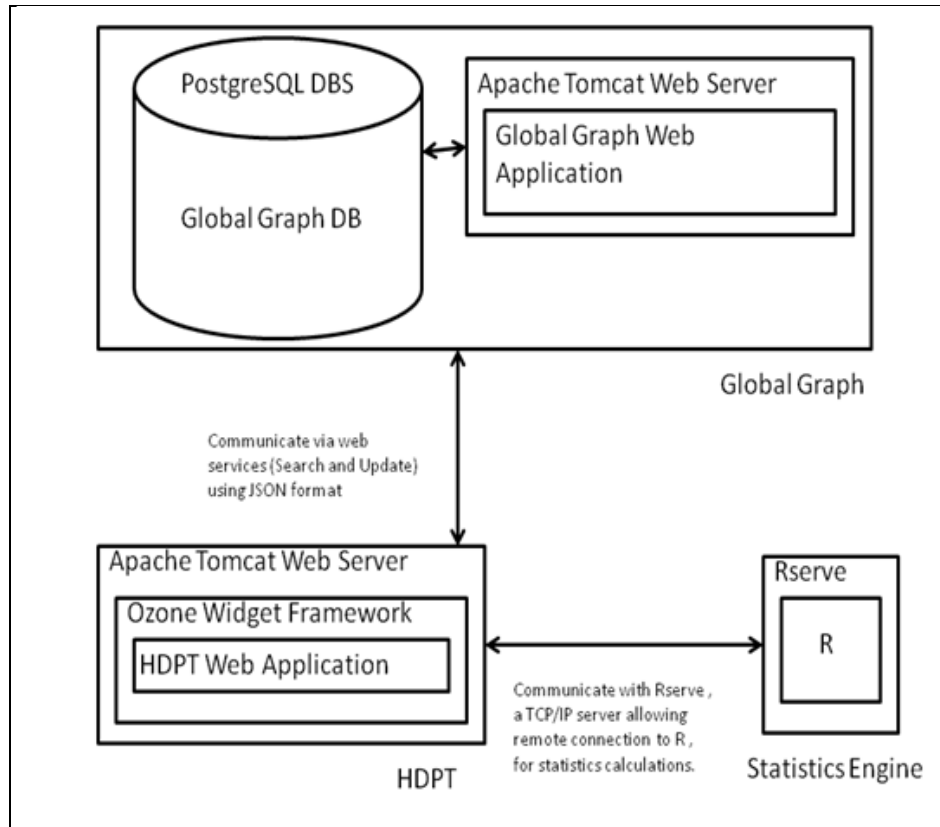 PostgreSQL DBS
Global Graph DB
Apache Tomcat Web Server
Global Graph Web
Application
Global Graph
Communicate via web
services (Search and Update)
using JSON format
Apache Tomcat Web Server
Ozone Widget Framework
HDPT Web Application
HDPT
Communicate with Rserve ,
a TCP/IP server allowing
remote connection to R ,
for statistics calculations.
Rserve
R
Statistics Engine